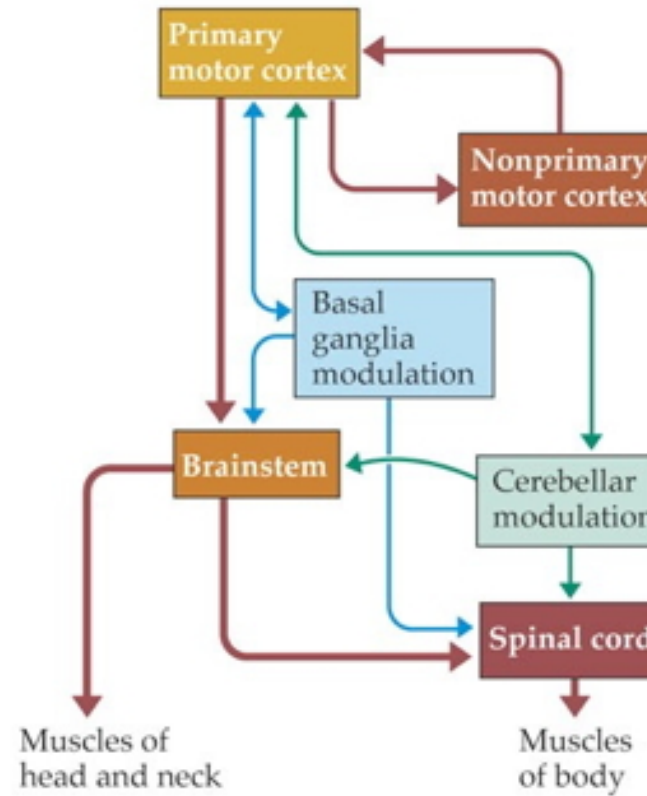 Primary
motor cortex
Nonprimary
motor cortex
Basal
ganglia
modulation
Brainstem
Cerebellar
modulation
Spinal cord
Muscles of
head and neck
Muscles
of body